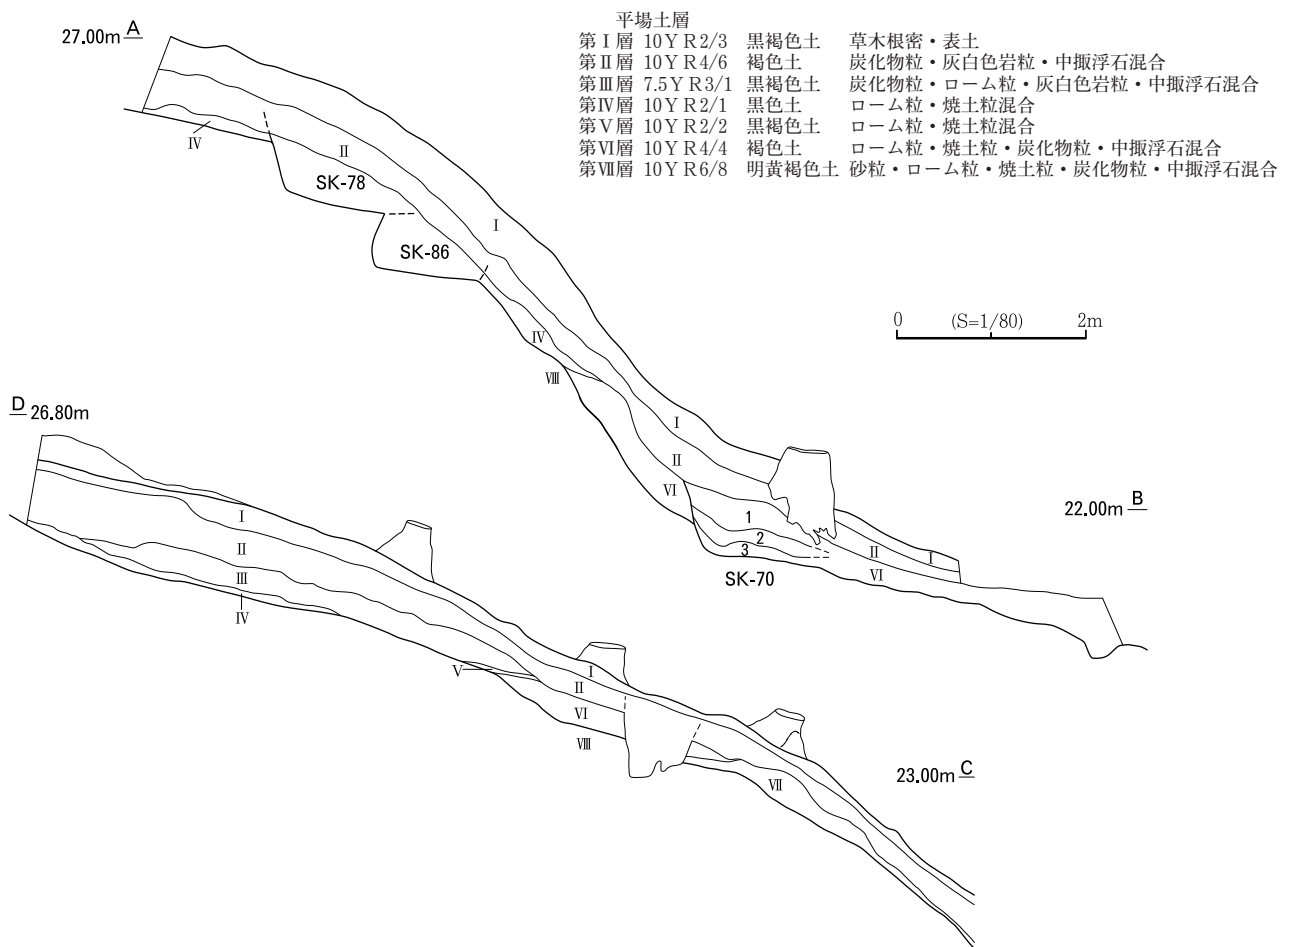 平場土層
第Ⅰ層 10YR2/3 黒褐色土 草木根密・表土
第Ⅱ層 10YR4/6 褐色土 炭化物粒・灰白色岩粒・中掫浮石混合
第Ⅲ層 7.5YR3/1 黒褐色土 炭化物粒・ローム粒・灰白色岩粒・中掫浮石混合
第Ⅳ層 10YR2/1 黒色土 ローム粒・焼土粒混合
第Ⅴ層 10YR2/2 黒褐色土 ローム粒・焼土粒混合
第Ⅵ層 10YR4/4 褐色土 ローム粒・焼土粒・炭化物粒・中掫浮石混合
第Ⅶ層 10YR6/8 明黄褐色土 砂粒・ローム粒・焼土粒・炭化物粒・中掫浮石混合
27.00m A
Ⅳ
Ⅱ
SK-78
SK-86
Ⅰ
Ⅳ
Ⅷ
0 (S=1/80) 2m
Ⅰ
Ⅱ
Ⅵ
1
2
3
SK-70
Ⅱ
Ⅰ
Ⅵ
22.00m B
D 26.80m
Ⅰ
Ⅱ
Ⅲ
Ⅳ
Ⅴ
Ⅰ
Ⅱ
Ⅵ
Ⅷ
Ⅶ
23.00m C